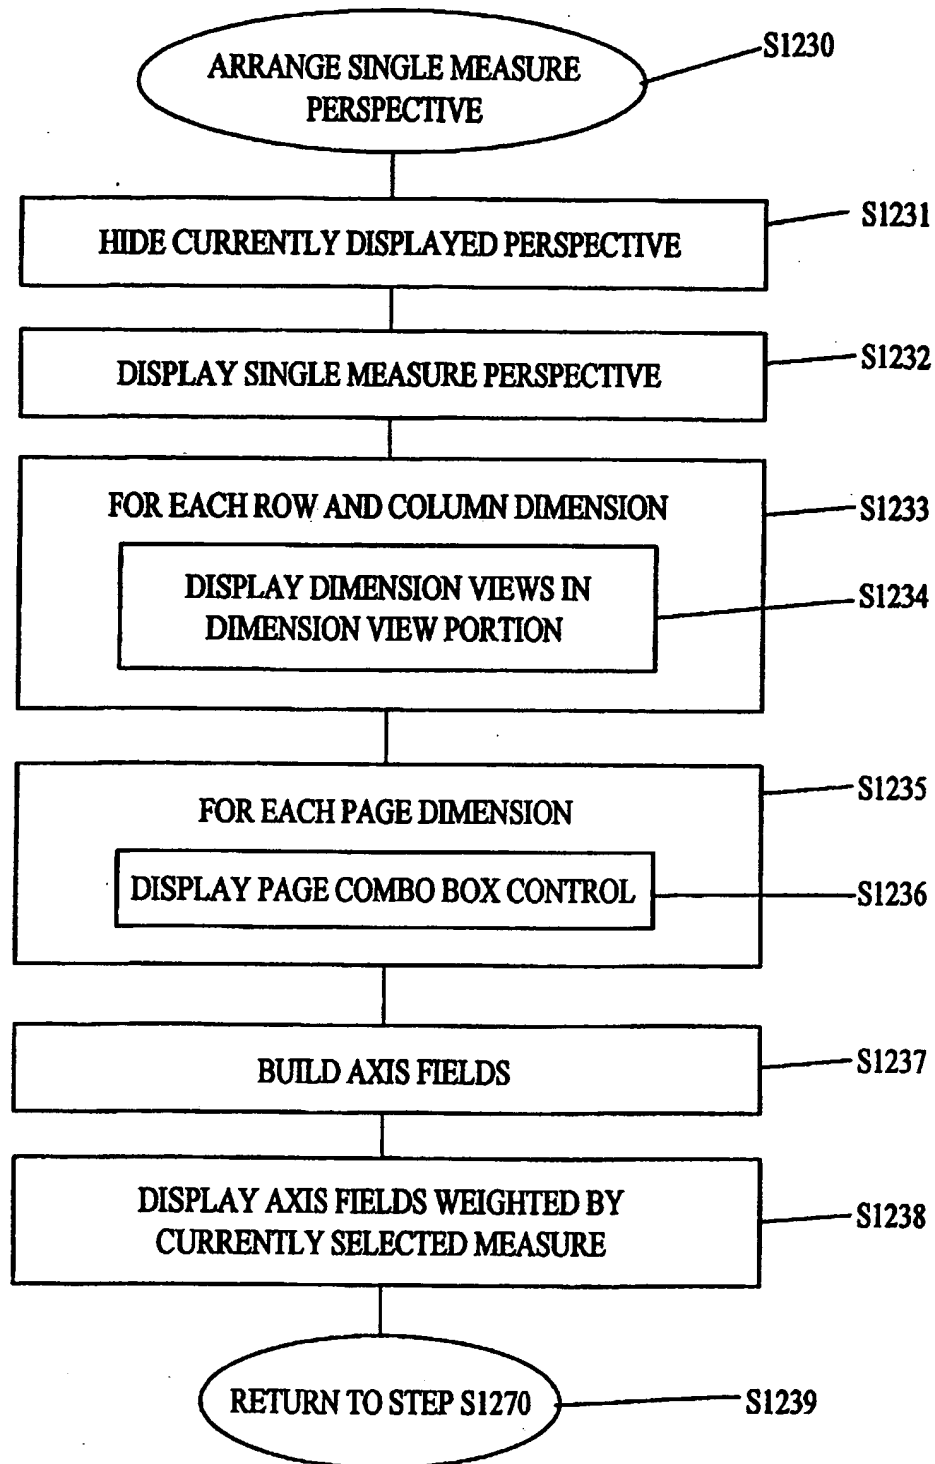 ARRANGE SINGLE MEASURE
PERSPECTIVE
S1230
HIDE CURRENTLY DISPLAYED PERSPECTIVE
S1231
DISPLAY SINGLE MEASURE PERSPECTIVE
S1232
FOR EACH ROW AND COLUMN DIMENSION
S1233
DISPLAY DIMENSION VIEWS IN
DIMENSION VIEW PORTION
S1234
FOR EACH PAGE DIMENSION
S1235
DISPLAY PAGE COMBO BOX CONTROL
S1236
BUILD AXIS FIELDS
S1237
DISPLAY AXIS FIELDS WEIGHTED BY
CURRENTLY SELECTED MEASURE
S1238
RETURN TO STEP S1270
S1239